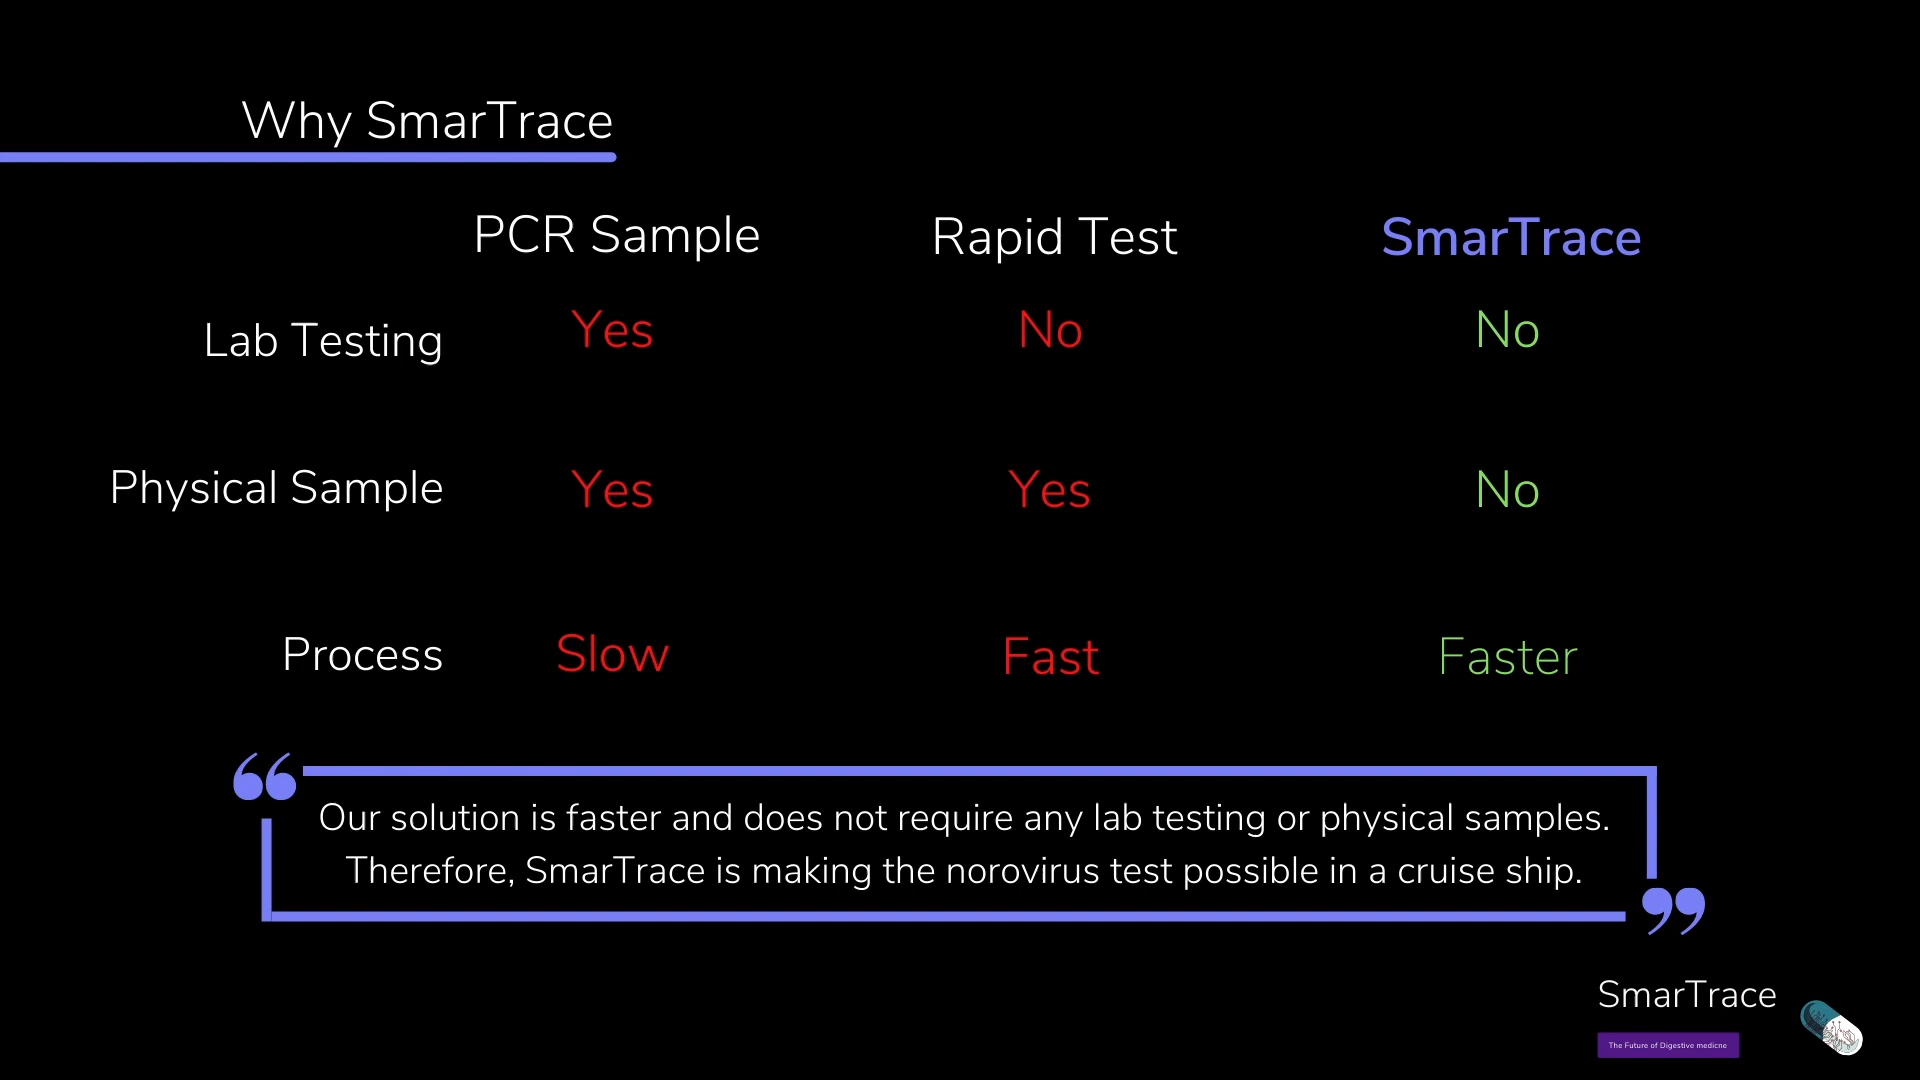 Why SmarTrace
PCR Sample Rapid Test SmarTrace
Lab Testing Yes No No
Physical Sample Yes Yes No
Process Slow Fast Faster
Our solution is faster and does not require any lab testing or physical samples.
Therefore, SmarTrace is making the norovirus test possible in a cruise ship.
SmarTrace
The Future of Digestive medicne